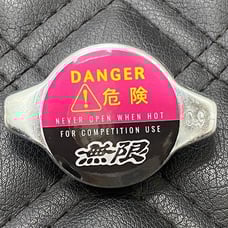 DANGER
危険
NEVER OPEN WHEN HOT
FOR COMPETITION USE
無限